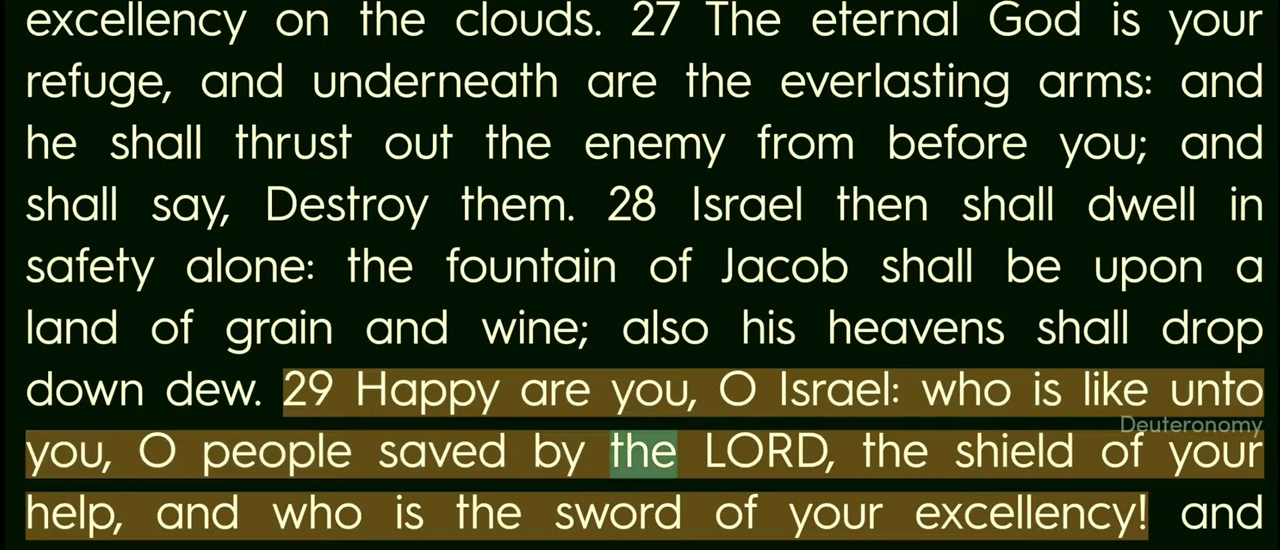 excellency on the clouds. 27 The eternal God is your
refuge, and underneath are the everlasting arms: and
he shall thrust out the enemy from before you; and
shall say, Destroy them. 28 Israel then shall dwell in
safety alone: the fountain of Jacob shall be upon a
land of grain and wine; also his heavens shall drop
down dew. 29 Happy are you, O Israel: who is like unto
Deuteronomy
you, O people saved by the LORD, the shield of your
help, and who is the sword of your excellency! and